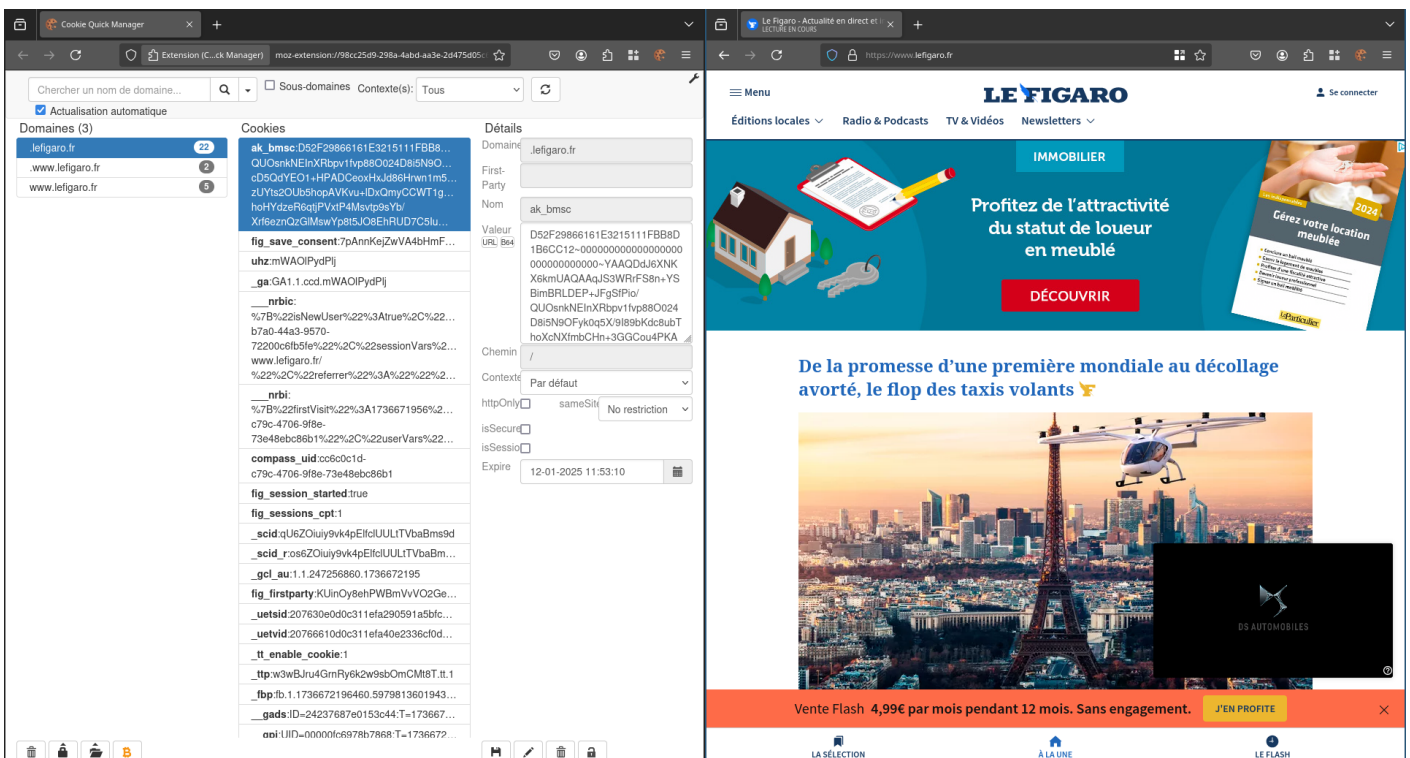 Cookie Quick Manager
Extension (C...ck Manager)
moz-extension://98cc25d9-298a-4abd-aa3e-2d475d05c
Chercher un nom de domaine...
Sous-domaines
Contexte(s):
Tous
Actualisation automatique
Domaines (3)
.lefigaro.fr 22
.www.lefigaro.fr 2
www.lefigaro.fr 5
Cookies
ak_bmsc:D52F29866161E3215111FBB8...
QUOsnkNEInXRbpv1fvp88O024D8i5N9O...
cD5QdYEO1+HPADCeoxHxJd86Hrwn1m5...
zUYts2OUb5hopAVKvu+IDxQmyCCWT1g...
hoHYdzeR6qtjPVxtP4Msvtp9sYb/
Xrf6eznQzGlMswYp8t5JO8EhRUD7C5Iu...
fig_save_consent:7pAnnKejZwVA4bHmF...
uhz:mWAOlPydPlj
_ga:GA1.1.ccd.mWAOlPydPlj
___nrbic:
%7B%22isNewUser%22%3Atrue%2C%22...
b7a0-44a3-9570-
72200c6fb5fe%22%2C%22sessionVars%2...
www.lefigaro.fr/
%22%2C%22referrer%22%3A%22%22%2...
___nrbi:
%7B%22firstVisit%22%3A1736671956%2...
c79c-4706-9f8e-
73e48ebc86b1%22%2C%22userVars%22...
compass_uid:cc6c0c1d-
c79c-4706-9f8e-73e48ebc86b1
fig_session_started:true
fig_sessions_cpt:1
_scid:qU6ZOiuiy9vk4pElfclUULtTVbaBms9d
_scid_r:os6ZOiuiy9vk4pElfclUULtTVbaBm...
_gcl_au:1.1.247256860.1736672195
fig_firstparty:KUinOy8ehPWBmVvVO2Ge...
_uetsid:207630e0d0c311efa290591a5bfc...
_uetvid:20766610d0c311efa40e2336cf0d...
_tt_enable_cookie:1
_ttp:w3wBJru4GrnRy6k2w9sbOmCMt8T.tt.1
_fbp:fb.1.1736672196460.5979813601943...
__gads:ID=24237687e0153c44:T=173667...
__gpi:UID=00000fc6978b7868:T=1736672...
Détails
Domaine
.lefigaro.fr
First-
Party
Nom
ak_bmsc
Valeur
URL B64
D52F29866161E3215111FBB8D
1B6CC12~000000000000000000
000000000000~YAAQDdJ6XNK
X6kmUAQAAqJS3WRrFS8n+YS
BimBRLDEP+JFgSfPio/
QUOsnkNEInXRbpv1fvp88O024
D8i5N9OFyk0q5X/9I89bKdc8ubT
hoXcNXfmbCHn+3GGCou4PKA
Chemin
/
Contexte
Par défaut
httpOnly
sameSite
No restriction
isSecure
isSessio
Expire
12-01-2025 11:53:10
Le Figaro - Actualité en direct et i
LECTURE EN COURS
https://www.lefigaro.fr
Menu
LE FIGARO
Se connecter
Éditions locales
Radio & Podcasts
TV & Vidéos
Newsletters
IMMOBILIER
Profitez de l'attractivité
du statut de loueur
en meublé
DÉCOUVRIR
2024
Gérez votre location
meublée
Le Particulier
De la promesse d'une première mondiale au décollage
avorté, le flop des taxis volants
DS AUTOMOBILES
Vente Flash 4,99€ par mois pendant 12 mois. Sans engagement.
J'EN PROFITE
LA SÉLECTION
À LA UNE
LE FLASH